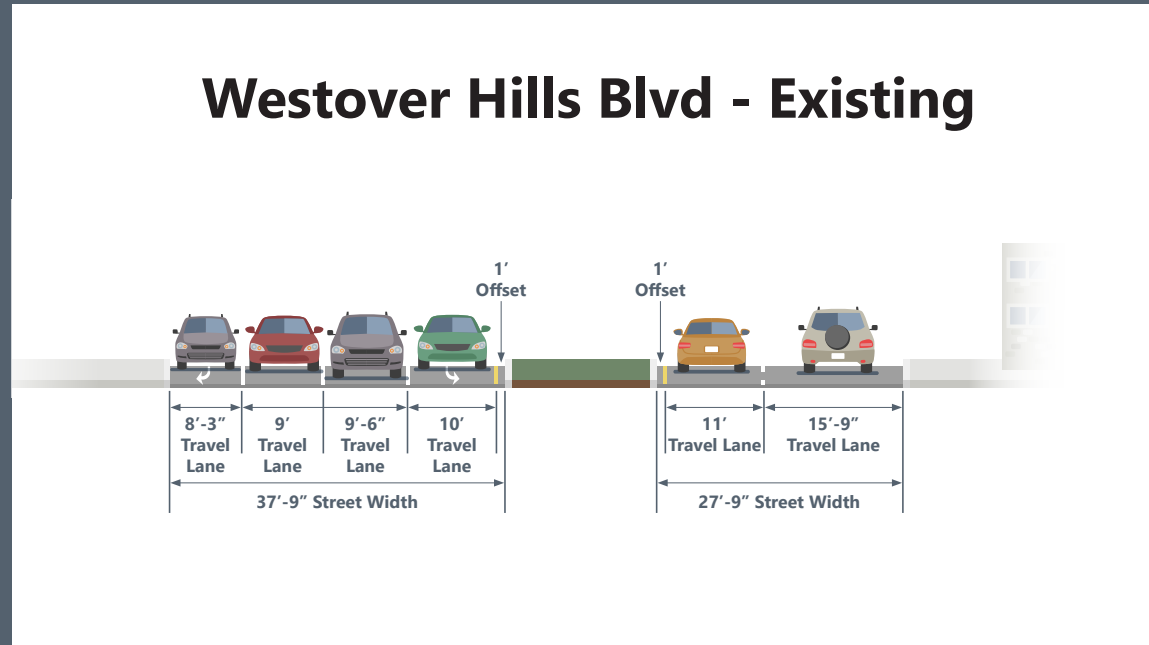 Westover Hills Blvd - Existing
1’
Offset
1’
Offset
8’-3”
Travel
Lane
9’
Travel
Lane
9’-6”
Travel
Lane
10’
Travel
Lane
11’
Travel Lane
15’-9”
Travel Lane
37’-9” Street Width
27’-9” Street Width